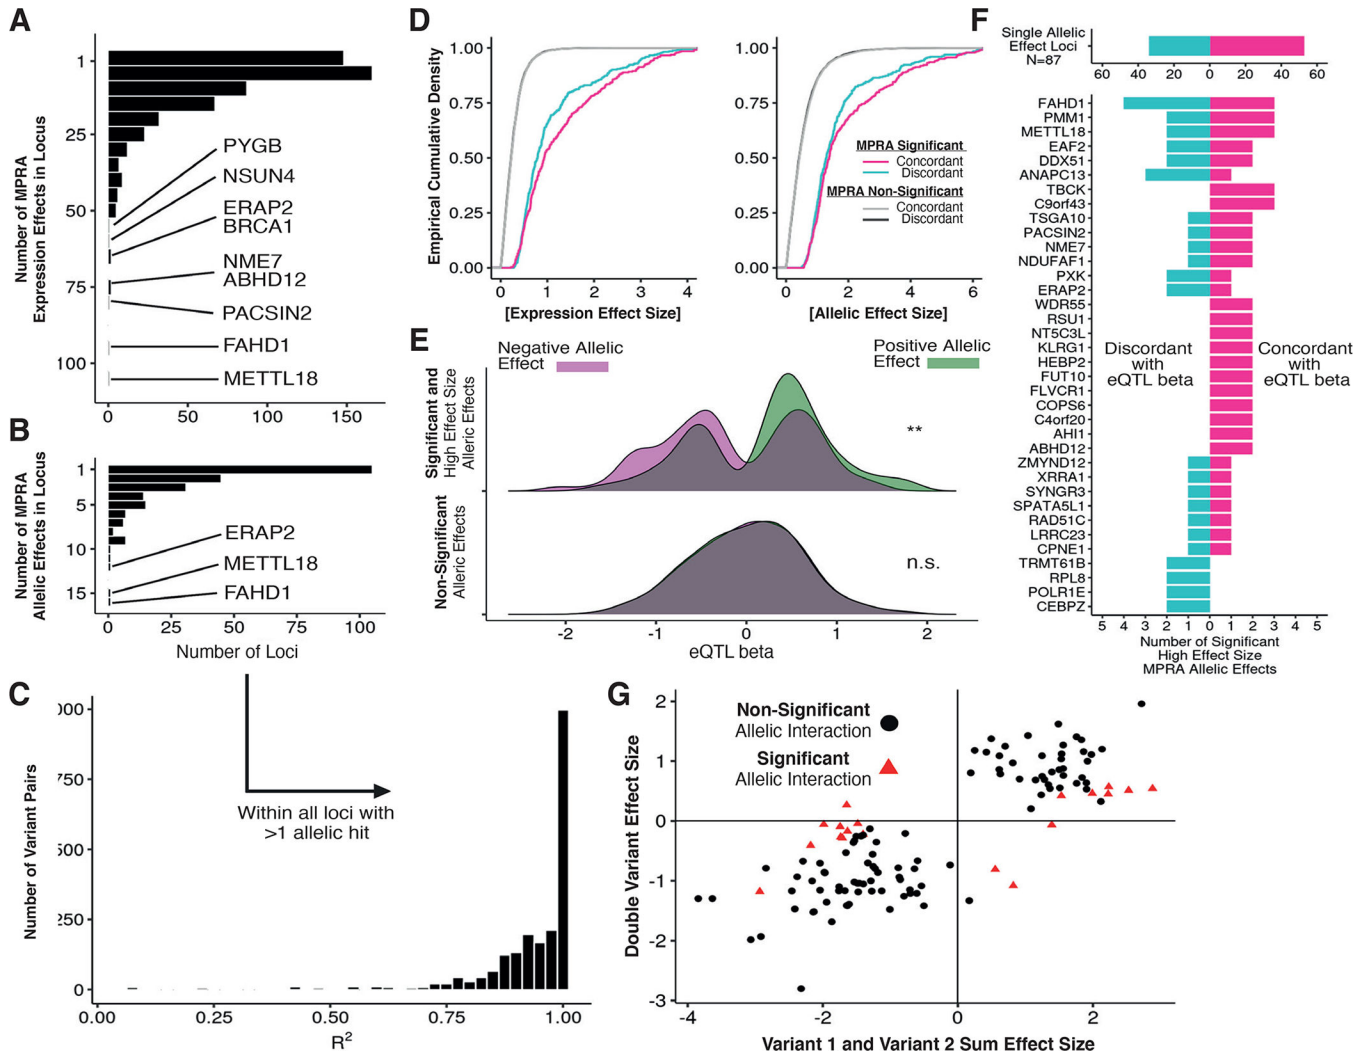 A
Number of MPRA
Expression Effects in Locus
1
25
50
75
100
PYGB
NSUN4
ERAP2
BRCA1
NME7
ABHD12
PACSIN2
FAHD1
METTL18
0
50
100
150
B
Number of MPRA
Allelic Effects in Locus
1
5
10
15
ERAP2
METTL18
FAHD1
0
25
50
75
100
Number of Loci
Within all loci with
>1 allelic hit
C
Number of Variant Pairs
000
750
500
250
0
0.00
0.25
0.50
0.75
1.00
R2
D
Empirical Cumulative Density
1.00
0.75
0.50
0.25
0.00
0
1
2
3
4
[Expression Effect Size]
1.00
0.75
0.50
0.25
0.00
MPRA Significant
Concordant
Discordant
MPRA Non-Significant
Concordant
Discordant
0
2
4
6
[Allelic Effect Size]
E
Negative Allelic
Effect
Positive Allelic
Effect
Significant and
High Effect Size
Alleric Effects
**
Non-Significant
Alleric Effects
n.s.
-2
-1
0
1
2
eQTL beta
F
Single Allelic
Effect Loci
N=87
60
40
20
0
20
40
60
FAHD1
PMM1
METTL18
EAF2
DDX51
ANAPC13
TBCK
C9orf43
TSGA10
PACSIN2
NME7
NDUFAF1
PXK
ERAP2
WDR55
RSU1
NT5C3L
KLRG1
HEBP2
FUT10
FLVCR1
COPS6
C4orf20
AHI1
ABHD12
ZMYND12
XRRA1
SYNGR3
SPATA5L1
RAD51C
LRRC23
CPNE1
TRMT61B
RPL8
POLR1E
CEBPZ
Discordant
with
eQTL beta
Concordant
with
eQTL beta
5
4
3
2
1
0
1
2
3
4
5
Number of Significant
High Effect Size
MPRA Allelic Effects
G
Double Variant Effect Size
2
1
0
-1
-2
-3
Non-Significant
Allelic Interaction
Significant
Allelic Interaction
-4
-2
0
2
Variant 1 and Variant 2 Sum Effect Size